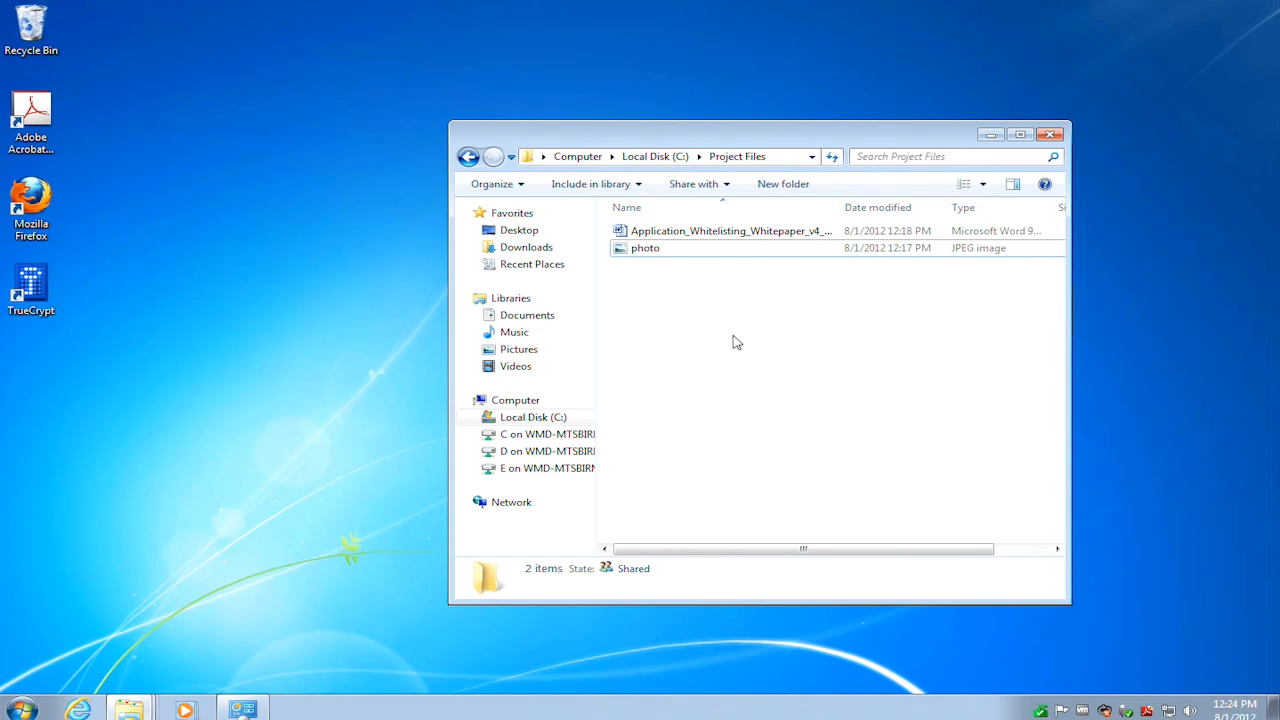 Recycle Bin
Adobe
Acrobat...
Mozilla
Firefox
TrueCrypt
Computer
Local Disk (C:)
Project Files
Search Project Files
Organize
Include in library
Share with
New folder
Name
Date modified
Type
Si
Application_Whitelisting_Whitepaper_v4_... 8/1/2012 12:18 PM Microsoft Word 9...
photo 8/1/2012 12:17 PM JPEG image
Favorites
Desktop
Downloads
Recent Places
Libraries
Documents
Music
Pictures
Videos
Computer
Local Disk (C:)
C on WMD-MTSBIRI
D on WMD-MTSBIRI
E on WMD-MTSBIRN
Network
2 items State: Shared
12:24 PM
8/1/2012